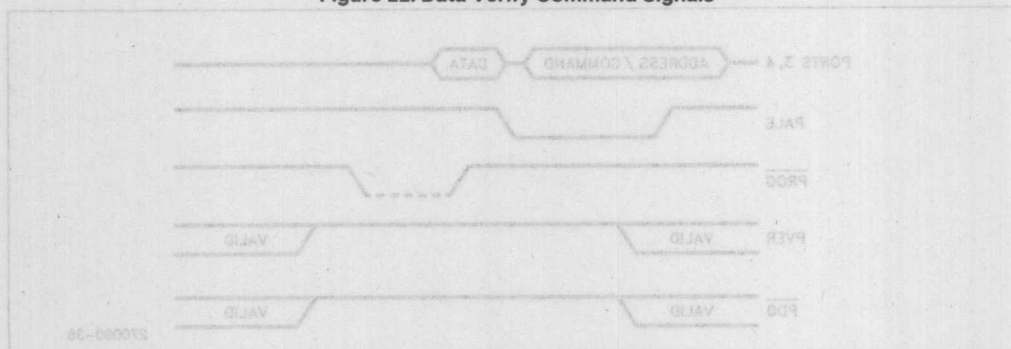 Figure 22. Data Verify Command Signals
PORTS 3, 4 ADDRESS / COMMAND DATA
PALE
PROG
PVER VALID VALID
PDO VALID VALID
270090-38